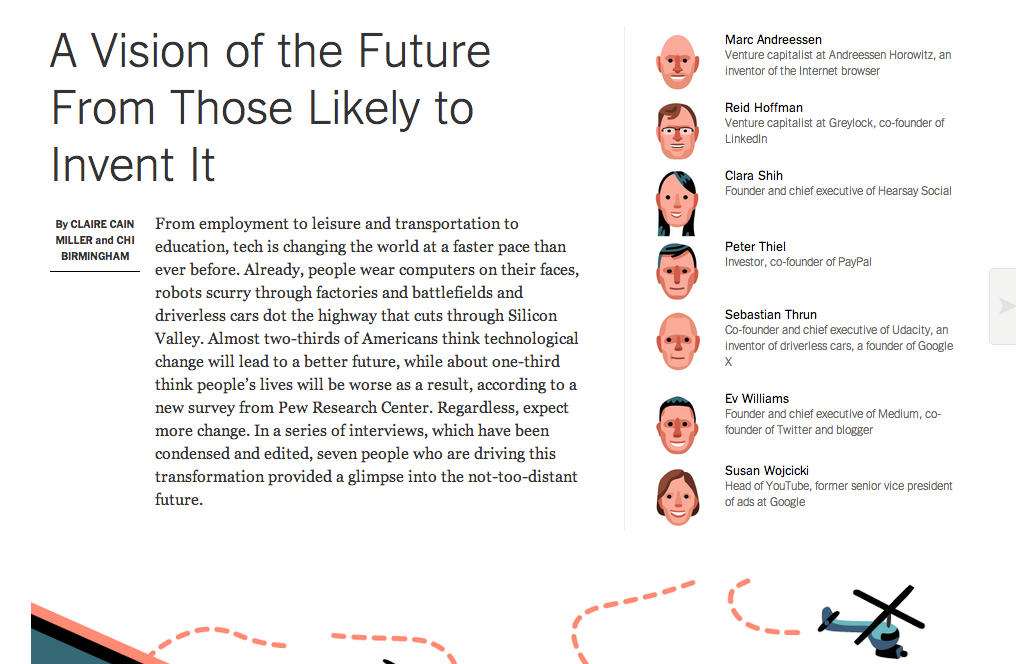 A Vision of the Future
From Those Likely to
Invent It
By CLAIRE CAIN
MILLER and CHI
BIRMINGHAM
From employment to leisure and transportation to
education, tech is changing the world at a faster pace than
ever before. Already, people wear computers on their faces,
robots scurry through factories and battlefields and
driverless cars dot the highway that cuts through Silicon
Valley. Almost two-thirds of Americans think technological
change will lead to a better future, while about one-third
think people’s lives will be worse as a result, according to a
new survey from Pew Research Center. Regardless, expect
more change. In a series of interviews, which have been
condensed and edited, seven people who are driving this
transformation provided a glimpse into the not-too-distant
future.
Marc Andreessen
Venture capitalist at Andreessen Horowitz, an
inventor of the Internet browser
Reid Hoffman
Venture capitalist at Greylock, co-founder of
LinkedIn
Clara Shih
Founder and chief executive of Hearsay Social
Peter Thiel
Investor, co-founder of PayPal
Sebastian Thrun
Co-founder and chief executive of Udacity, an
inventor of driverless cars, a founder of Google
X
Ev Williams
Founder and chief executive of Medium, co-
founder of Twitter and blogger
Susan Wojcicki
Head of YouTube, former senior vice president
of ads at Google